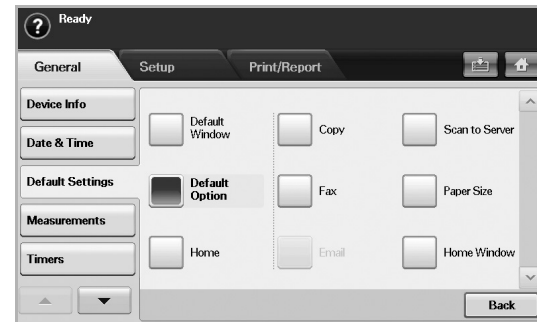 ? Ready
General Setup Print/Report
Device Info
Date & Time
Default Settings
Measurements
Timers
Default
Window
Copy
Scan to Server
Default
Option
Fax
Paper Size
Home
Email
Home Window
Back